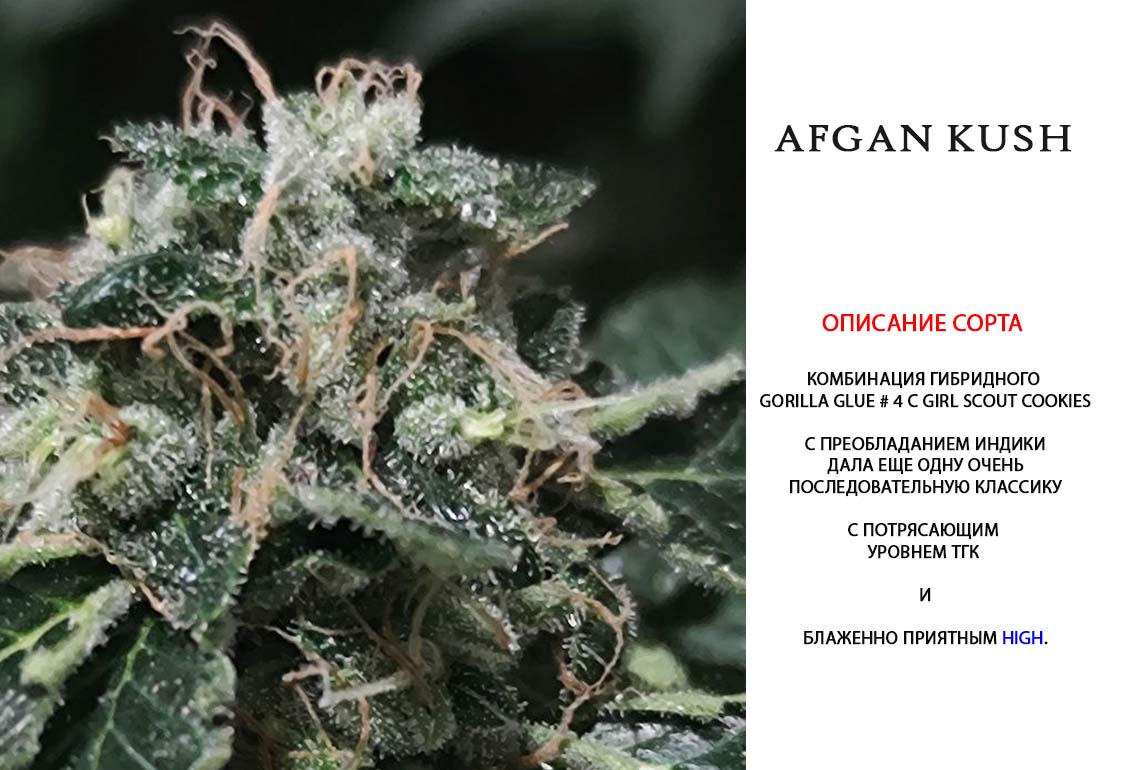 AFGAN KUSH
ОПИСАНИЕ СОРТА
КОМБИНАЦИЯ ГИБРИДНОГО
GORILLA GLUE # 4 С GIRL SCOUT COOKIES
С ПРЕОБЛАДАНИЕМ ИНДИКИ
ДАЛА ЕЩЕ ОДНУ ОЧЕНЬ
ПОСЛЕДОВАТЕЛЬНУЮ КЛАССИКУ
С ПОТРЯСАЮЩИМ
УРОВНЕМ ТГК
И
БЛАЖЕННО ПРИЯТНЫМ HIGH.